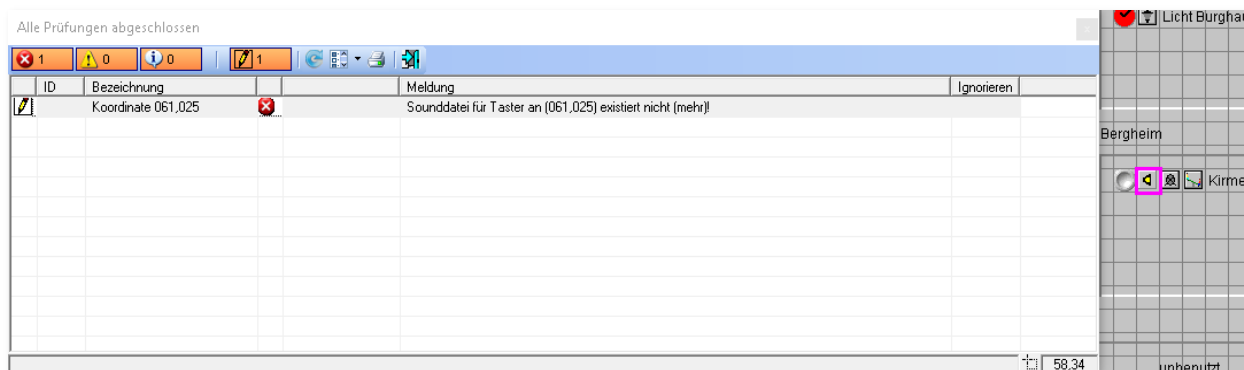 Alle Prüfungen abgeschlossen
1 0 0 1
ID Bezeichnung Meldung Ignorieren
Koordinate 061,025 Sounddatei für Taster an (061,025) existiert nicht (mehr)!
58,34
Licht Burghau
Bergheim
Kirme
unbenutzt